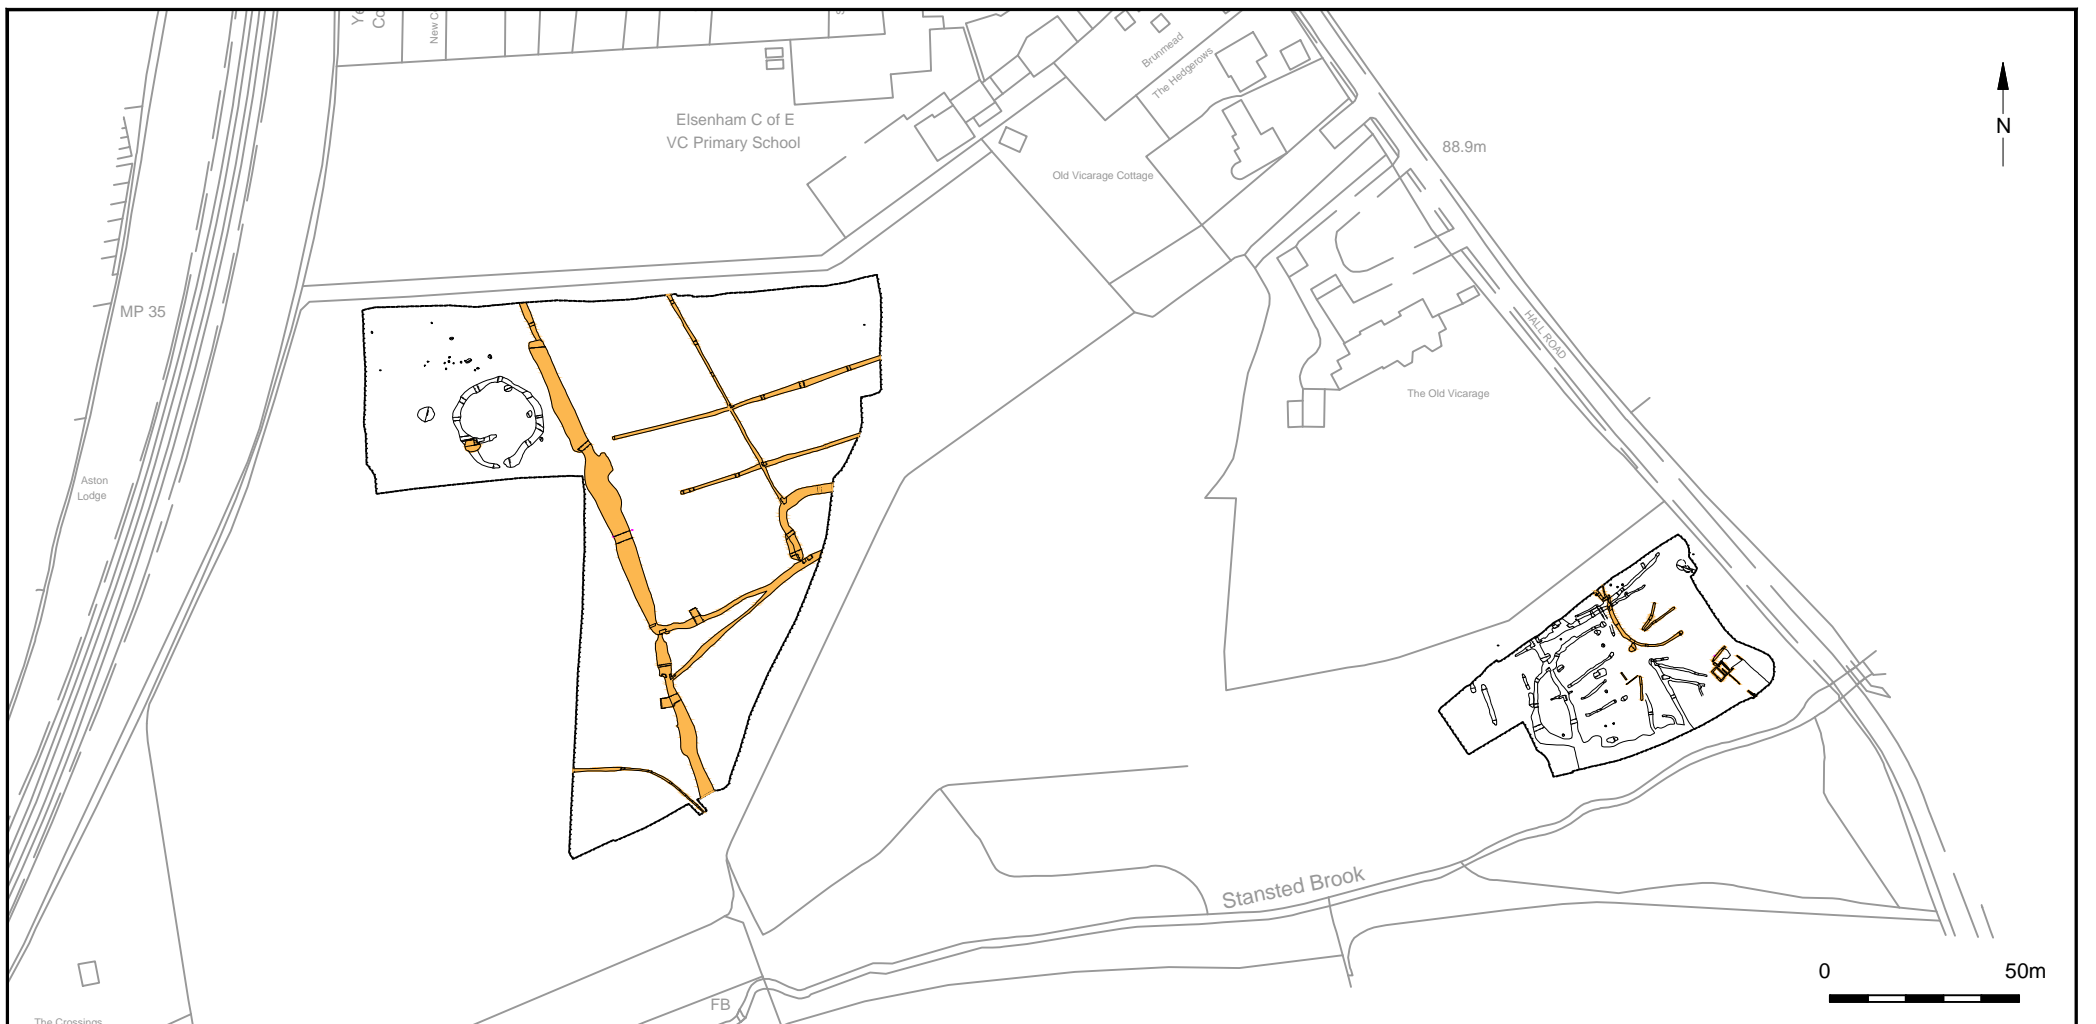 Brunmead
The Hedgerows
Elsenham C of E
VC Primary School
N
88.9m
Old Vicarage Cottage
MP 35
HALL ROAD
The Old Vicarage
Aston
Lodge
Stansted Brook
0 50m
FB
The Crossings